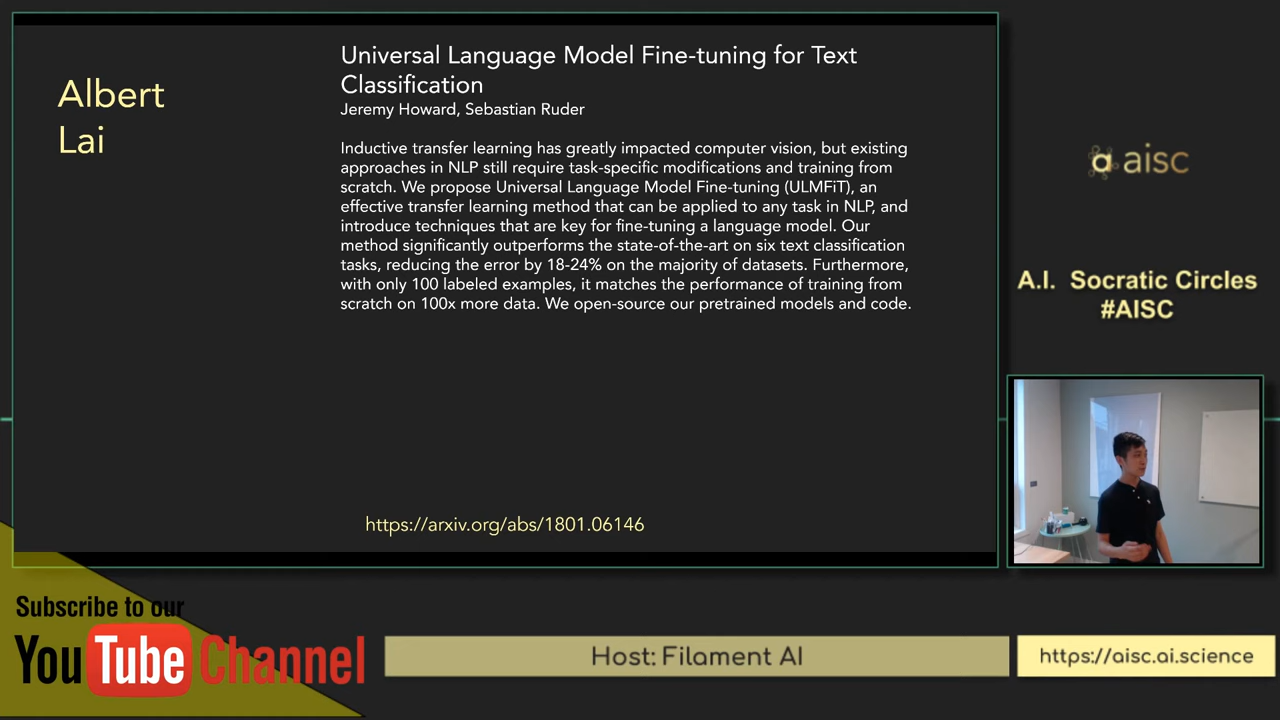 Albert
Lai
Universal Language Model Fine-tuning for Text
Classification
Jeremy Howard, Sebastian Ruder
Inductive transfer learning has greatly impacted computer vision, but existing
approaches in NLP still require task-specific modifications and training from
scratch. We propose Universal Language Model Fine-tuning (ULMFiT), an
effective transfer learning method that can be applied to any task in NLP, and
introduce techniques that are key for fine-tuning a language model. Our
method significantly outperforms the state-of-the-art on six text classification
tasks, reducing the error by 18-24% on the majority of datasets. Furthermore,
with only 100 labeled examples, it matches the performance of training from
scratch on 100x more data. We open-source our pretrained models and code.
https://arxiv.org/abs/1801.06146
a aisc
A.I. Socratic Circles
#AISC
Subscribe to our
YouTube Channel
Host: Filament AI
https://aisc.ai.science